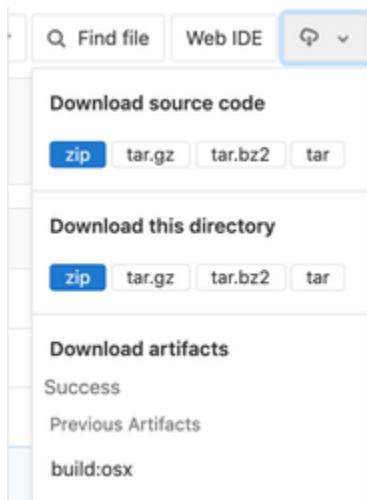 Find file Web IDE
Download source code
zip tar.gz tar.bz2 tar
Download this directory
zip tar.gz tar.bz2 tar
Download artifacts
Success
Previous Artifacts
build:osx